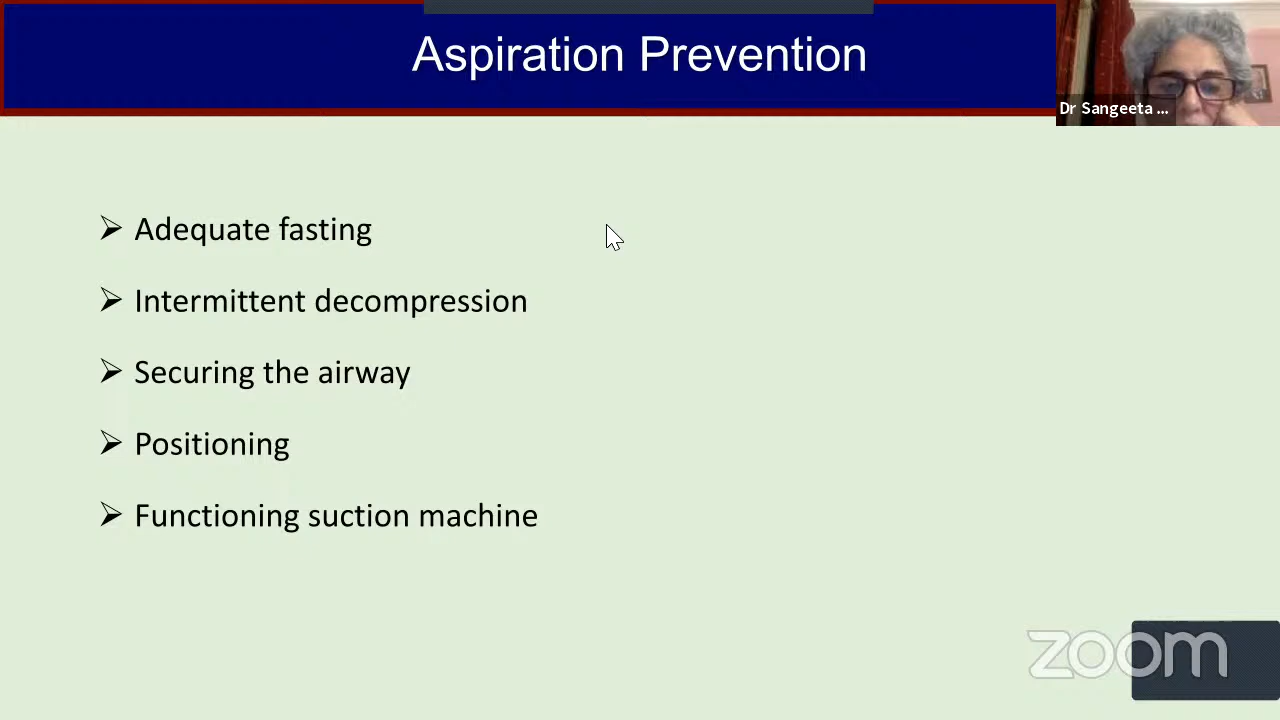 Aspiration Prevention
Dr Sangeeta ...
➢ Adequate fasting
➢ Intermittent decompression
➢ Securing the airway
➢ Positioning
➢ Functioning suction machine
zoom